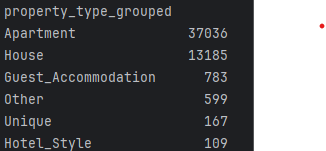 property_type_grouped
Apartment 37036
House 13185
Guest_Accommodation 783
Other 599
Unique 167
Hotel_Style 109